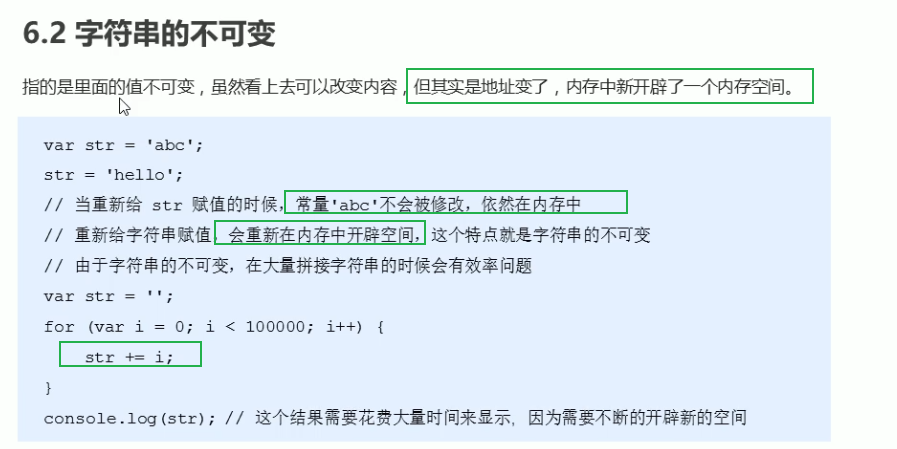 6.2 字符串的不可变
指的是里面的值不可变，虽然看上去可以改变内容，但其实是地址变了，内存中新开辟了一个内存空间。
var str = 'abc';
str = 'hello';
// 当重新给 str 赋值的时候，常量'abc'不会被修改，依然在内存中
// 重新给字符串赋值，会重新在内存中开辟空间，这个特点就是字符串的不可变
// 由于字符串的不可变，在大量拼接字符串的时候会有效率问题
var str = '';
for (var i = 0; i < 100000; i++) {
    str += i;
}
console.log(str); // 这个结果需要花费大量时间来显示，因为需要不断的开辟新的空间